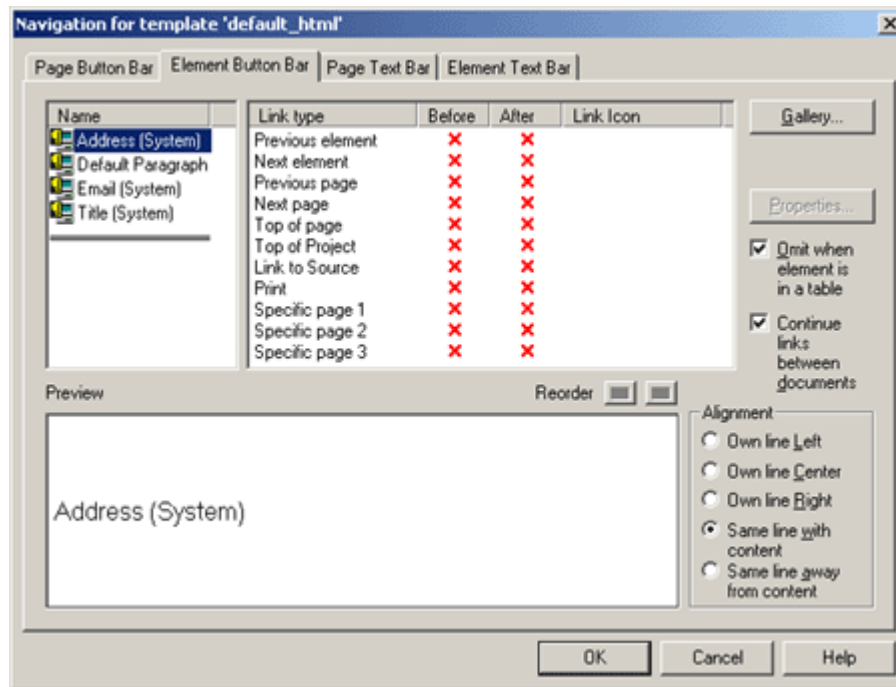 Navigation for template 'default_html'
Page Button Bar Element Button Bar Page Text Bar Element Text Bar
Name
Address (System)
Default Paragraph
Email (System)
Title (System)
Link type Before After Link Icon
Previous element
Next element
Previous page
Next page
Top of page
Top of Project
Link to Source
Print
Specific page 1
Specific page 2
Specific page 3
Gallery...
Properties...
Omit when
element is
in a table
Continue
links
between
documents
Preview
Reorder
Address (System)
Alignment
Own line Left
Own line Center
Own line Right
Same line with
content
Same line away
from content
OK Cancel Help